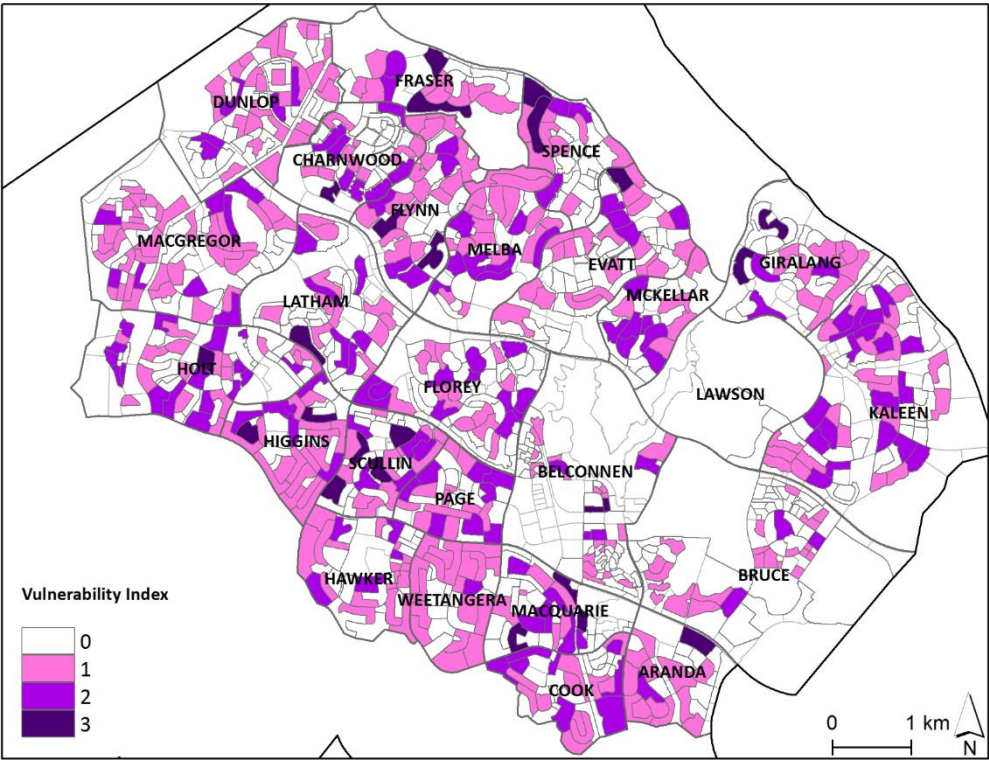 FRASER
DUNLOP
SPENCE
CHARNWOOD
FLYNN
MACGREGOR
MELBA
EVATT
GIRALANG
MCKELLAR
LATHAM
HOLT
FLOREY
LAWSON
KALEEN
HIGGINS
SCULLIN
BELCONNEN
PAGE
HAWKER
BRUCE
WEETANGERA
MACQUARIE
ARANDA
COOK
Vulnerability Index
0
1
2
3
0 1 km
N